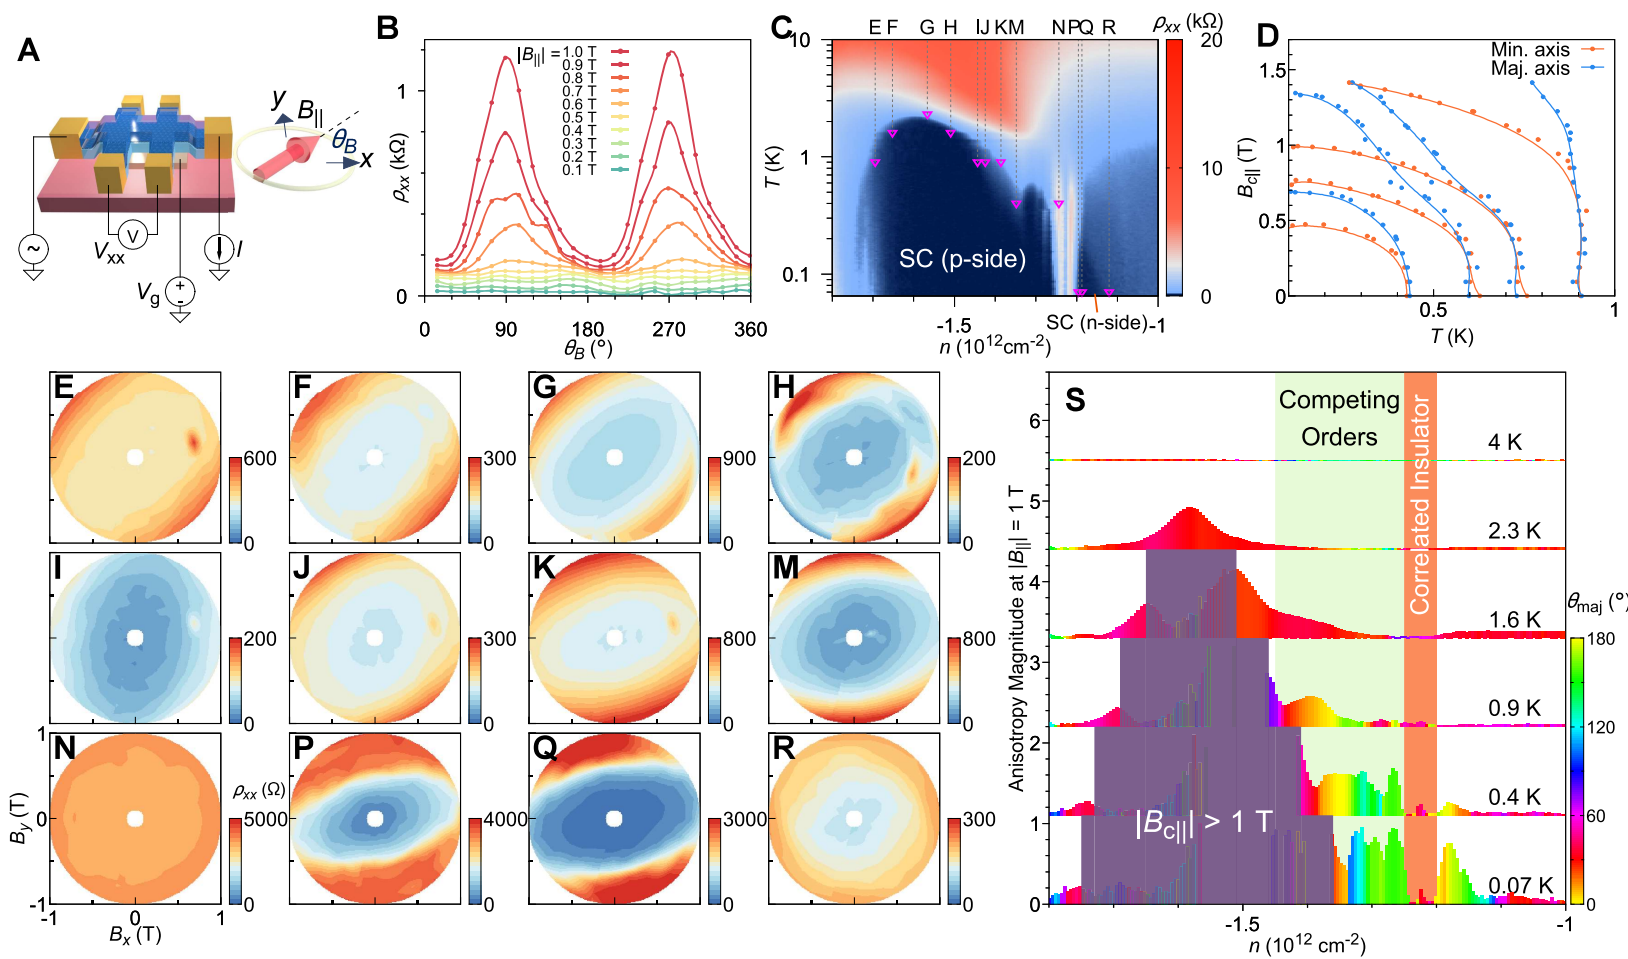 A
y
B||
θB
x
~
Vxx
V
Vg
+
-
I
B
|B||| =
1.0 T
0.9 T
0.8 T
0.7 T
0.6 T
0.5 T
0.4 T
0.3 T
0.2 T
0.1 T
ρxx (kΩ)
1
0
0 90 180 270 360
θB (°)
C
E F G H I J K M N P Q R
ρxx (kΩ)
T (K)
10
1
0.1
20
10
0
SC (p-side)
SC (n-side)
-1.5 -1
n (10¹²cm⁻²)
D
Min. axis
Maj. axis
Bc|| (T)
1.5
1
0.5
0
0.5 1
T (K)
E
600
0
F
300
0
G
900
0
H
200
0
I
200
0
J
300
0
K
800
0
M
800
0
N
ρxx (Ω)
5000
0
P
4000
0
Q
3000
0
R
300
0
By (T)
1
0
-1
-1 0 1
Bx (T)
S
Competing
Orders
Correlated Insulator
Anisotropy Magnitude at |B||| = 1 T
6
5
4
3
2
1
0
4 K
2.3 K
1.6 K
0.9 K
0.4 K
0.07 K
|Bc||| > 1 T
θmaj (°)
180
120
60
0
-1.5 -1
n (10¹² cm⁻²)